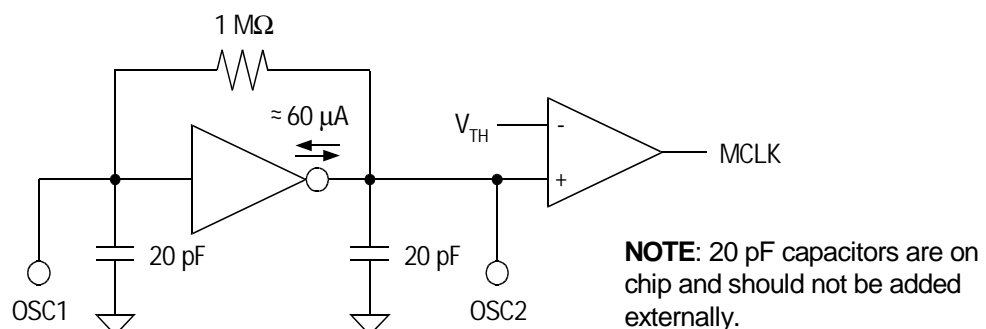 1 MΩ
≈ 60 µA
V_TH
-
+
MCLK
20 pF
20 pF
OSC1
OSC2
NOTE: 20 pF capacitors are on
chip and should not be added
externally.